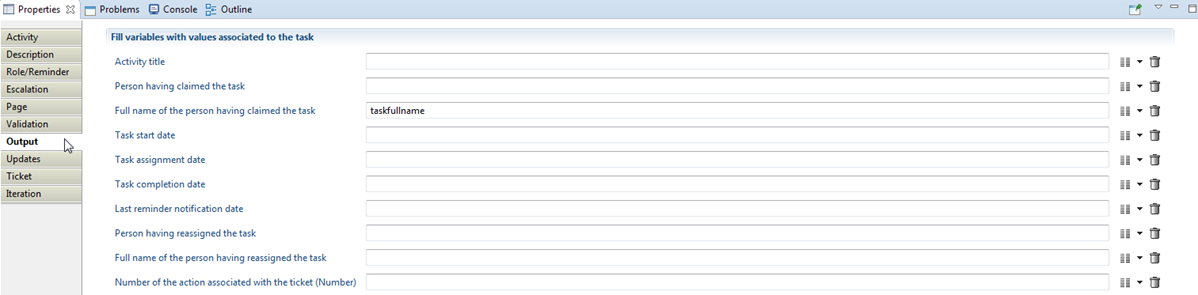 Properties Problems Console Outline
Activity
Description
Role/Reminder
Escalation
Page
Validation
Output
Updates
Ticket
Iteration
Fill variables with values associated to the task
Activity title
Person having claimed the task
Full name of the person having claimed the task taskfullname
Task start date
Task assignment date
Task completion date
Last reminder notification date
Person having reassigned the task
Full name of the person having reassigned the task
Number of the action associated with the ticket (Number)